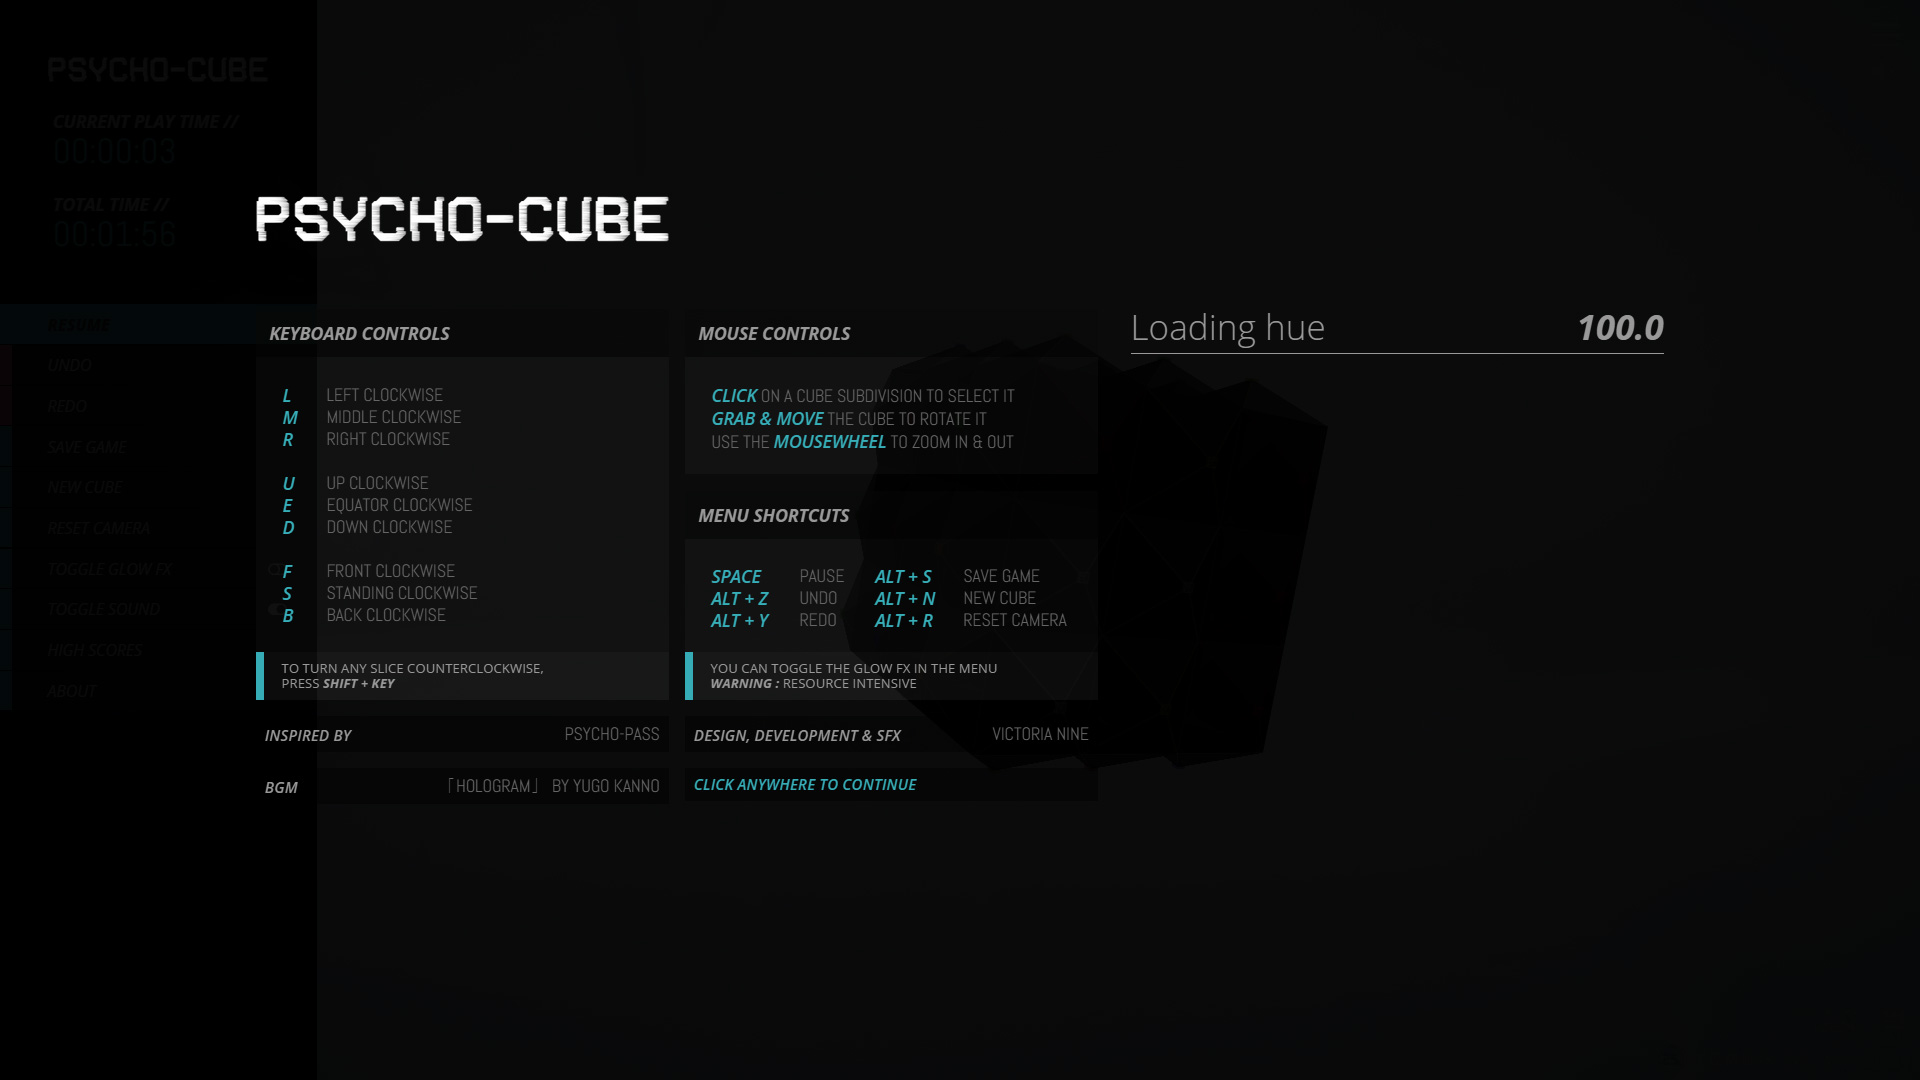 PSYCHO-CUBE
CURRENT PLAY TIME //
00:00:03
TOTAL TIME //
00:01:56
RESUME
UNDO
REDO
SAVE GAME
NEW CUBE
RESET CAMERA
TOGGLE GLOW FX
TOGGLE SOUND
HIGH SCORES
ABOUT
PSYCHO-CUBE
KEYBOARD CONTROLS
L LEFT CLOCKWISE
M MIDDLE CLOCKWISE
R RIGHT CLOCKWISE
U UP CLOCKWISE
E EQUATOR CLOCKWISE
D DOWN CLOCKWISE
F FRONT CLOCKWISE
S STANDING CLOCKWISE
B BACK CLOCKWISE
TO TURN ANY SLICE COUNTERCLOCKWISE,
PRESS SHIFT + KEY
INSPIRED BY PSYCHO-PASS
BGM 「HOLOGRAM」 BY YUGO KANNO
MOUSE CONTROLS
CLICK ON A CUBE SUBDIVISION TO SELECT IT
GRAB & MOVE THE CUBE TO ROTATE IT
USE THE MOUSEWHEEL TO ZOOM IN & OUT
MENU SHORTCUTS
SPACE PAUSE ALT + S SAVE GAME
ALT + Z UNDO ALT + N NEW CUBE
ALT + Y REDO ALT + R RESET CAMERA
YOU CAN TOGGLE THE GLOW FX IN THE MENU
WARNING : RESOURCE INTENSIVE
DESIGN, DEVELOPMENT & SFX VICTORIA NINE
CLICK ANYWHERE TO CONTINUE
Loading hue 100.0